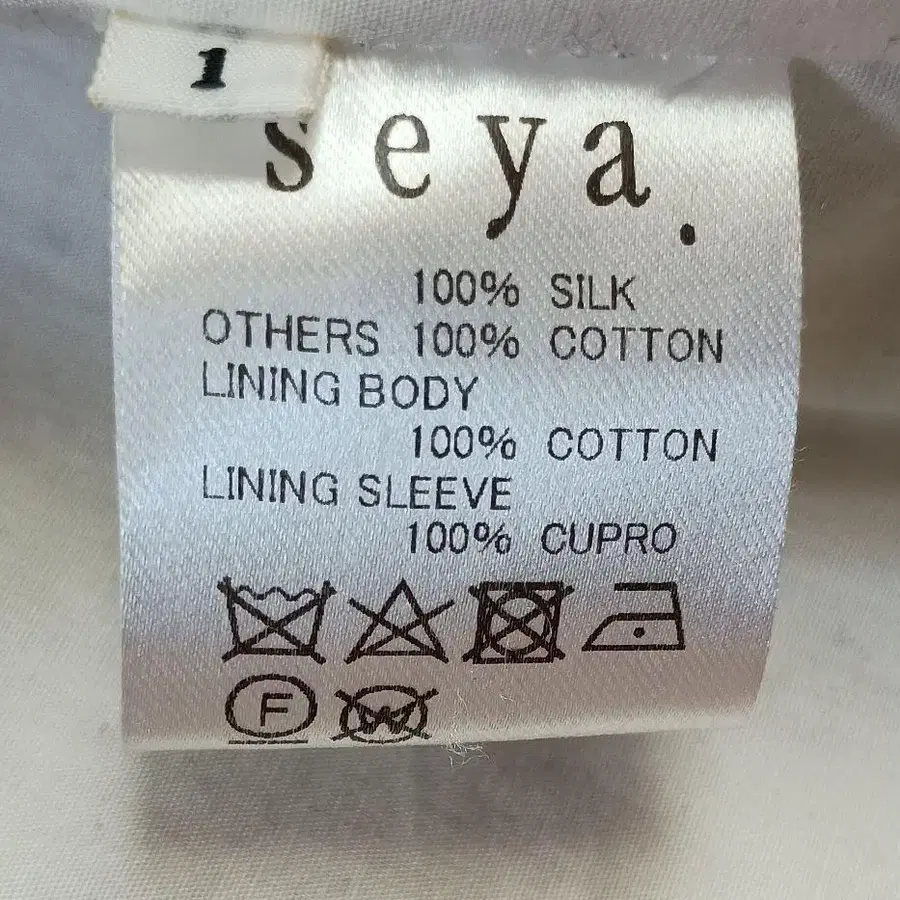 1
seya.
100% SILK
OTHERS 100% COTTON
LINING BODY
100% COTTON
LINING SLEEVE
100% CUPRO
F
W